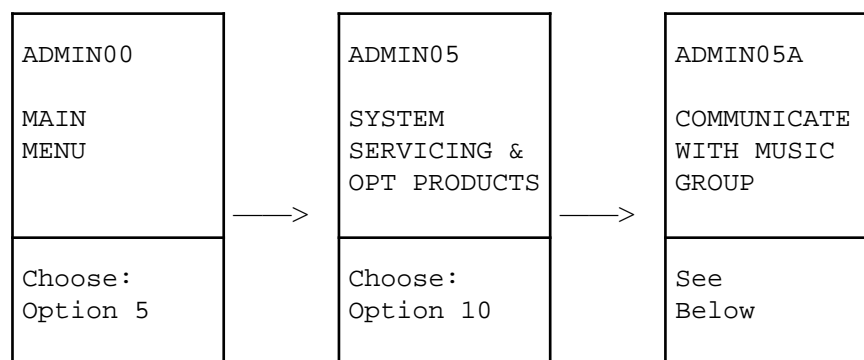 ADMIN00
MAIN
MENU
Choose:
Option 5
——>
ADMIN05
SYSTEM
SERVICING &
OPT PRODUCTS
Choose:
Option 10
——>
ADMIN05A
COMMUNICATE
WITH MUSIC
GROUP
See
Below